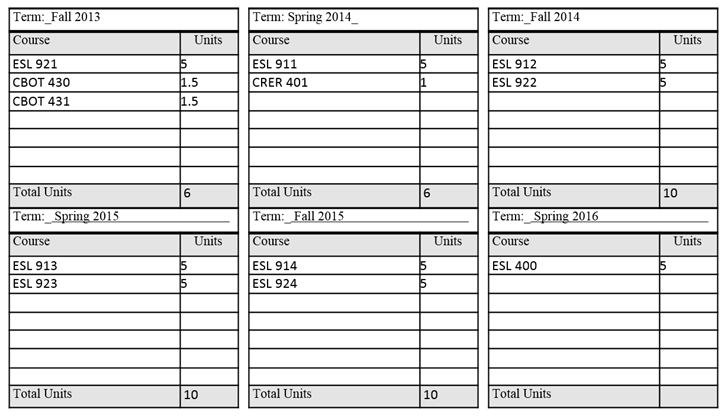 Term:_Fall 2013
Course Units
ESL 921 5
CBOT 430 1.5
CBOT 431 1.5
Total Units 6
Term: Spring 2014_
Course Units
ESL 911 5
CRER 401 1
Total Units 6
Term:_Fall 2014
Course Units
ESL 912 5
ESL 922 5
Total Units 10
Term:_Spring 2015
Course Units
ESL 913 5
ESL 923 5
Total Units 10
Term:_Fall 2015
Course Units
ESL 914 5
ESL 924 5
Total Units 10
Term:_Spring 2016
Course Units
ESL 400 5
Total Units